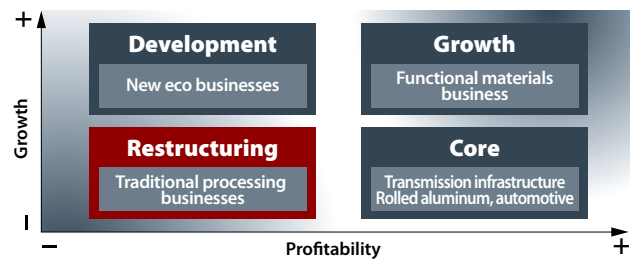 +
Growth
Development
New eco businesses
Growth
Functional materials
business
Restructuring
Traditional processing
businesses
Core
Transmission infrastructure
Rolled aluminum, automotive
–
–
Profitability
+